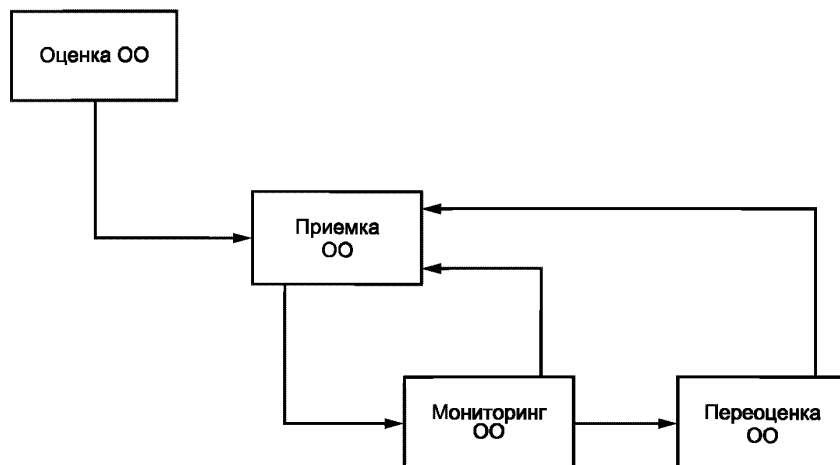 Оценка ОО
Приемка
ОО
Мониторинг
ОО
Переоценка
ОО